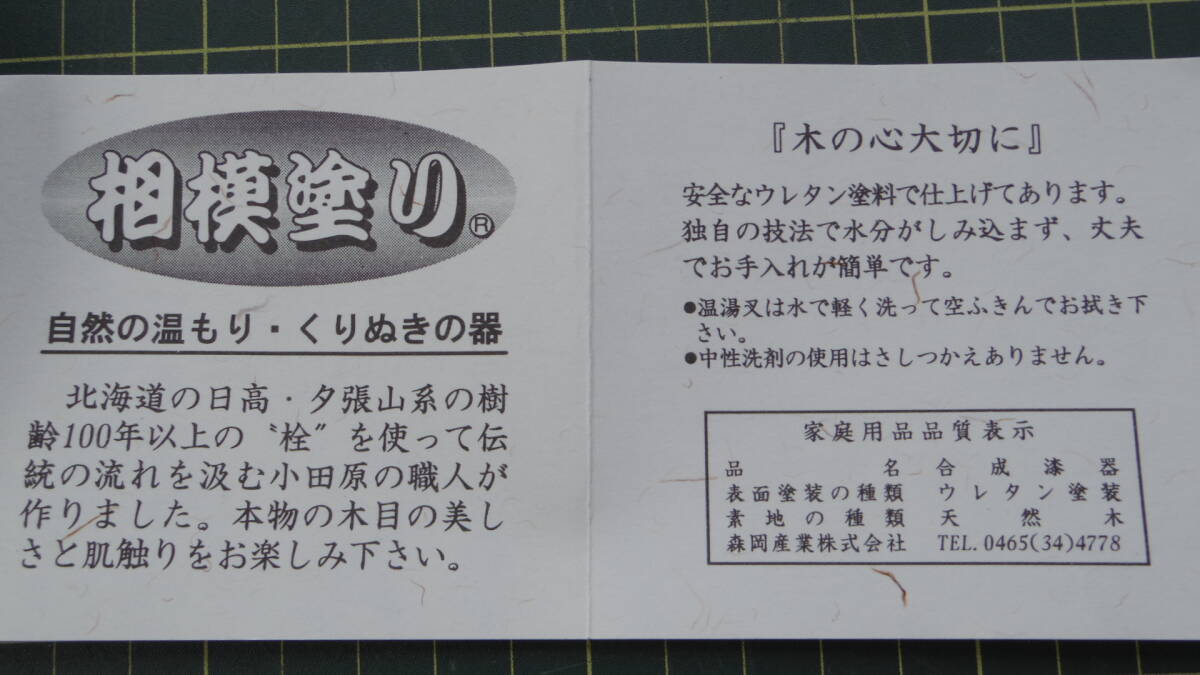 相模塗り®
自然の温もり・くりぬきの器
北海道の日高・夕張山系の樹
齢100年以上の〝栓〟を使って伝
統の流れを汲む小田原の職人が
作りました。本物の木目の美し
さと肌触りをお楽しみ下さい。
『木の心大切に』
安全なウレタン塗料で仕上げてあります。
独自の技法で水分がしみ込まず、丈夫
でお手入れが簡単です。
●温湯又は水で軽く洗って空ふきんでお拭き下
さい。
●中性洗剤の使用はさしつかえありません。
家庭用品品質表示
品名 合成漆器
表面塗装の種類 ウレタン塗装
素地の種類 天然木
森岡産業株式会社 TEL.0465(34)4778